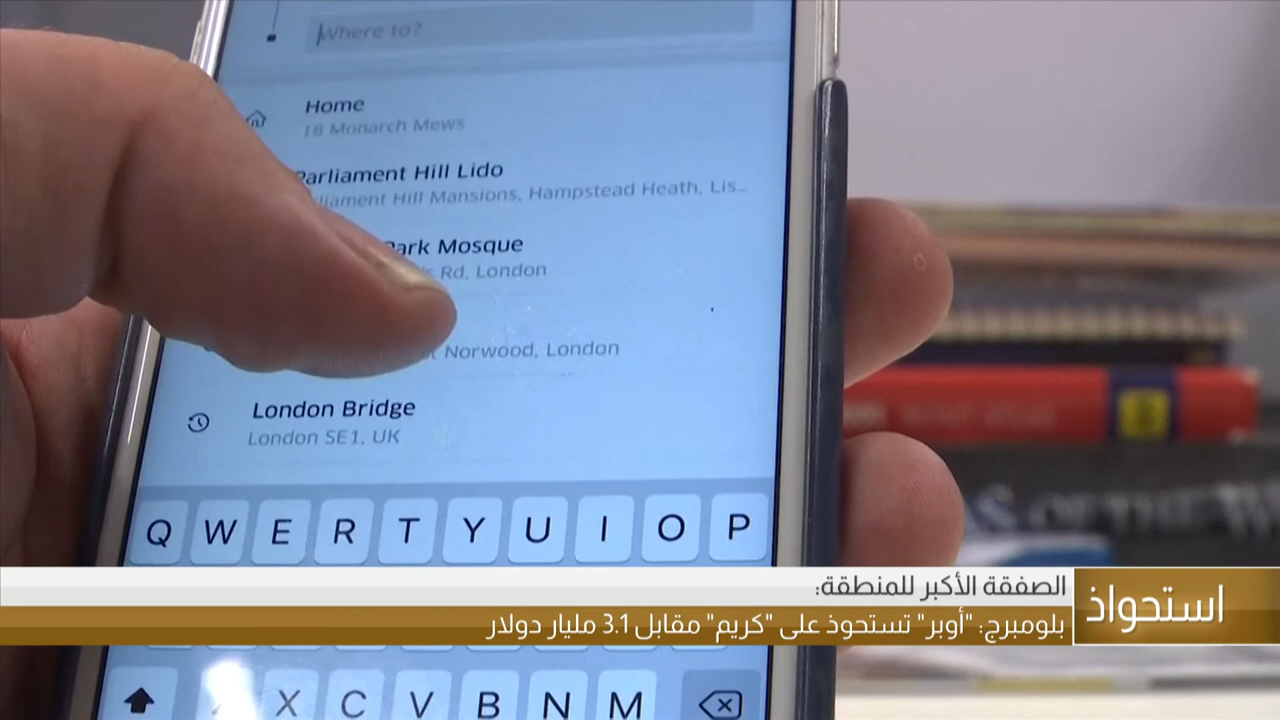 Where to?
Home
18 Monarch Mews
Parliament Hill Lido
Hill Mansions, Hampstead Heath, Lis...
Park Mosque
Rd, London
Norwood, London
London Bridge
London SE1, UK
Q W E R T Y U I O P
الصفقة الأكبر للمنطقة:
استحواذ
بلومبرج: "أوبر" تستحوذ على "كريم" مقابل 3.1 مليار دولار
X C V B N M